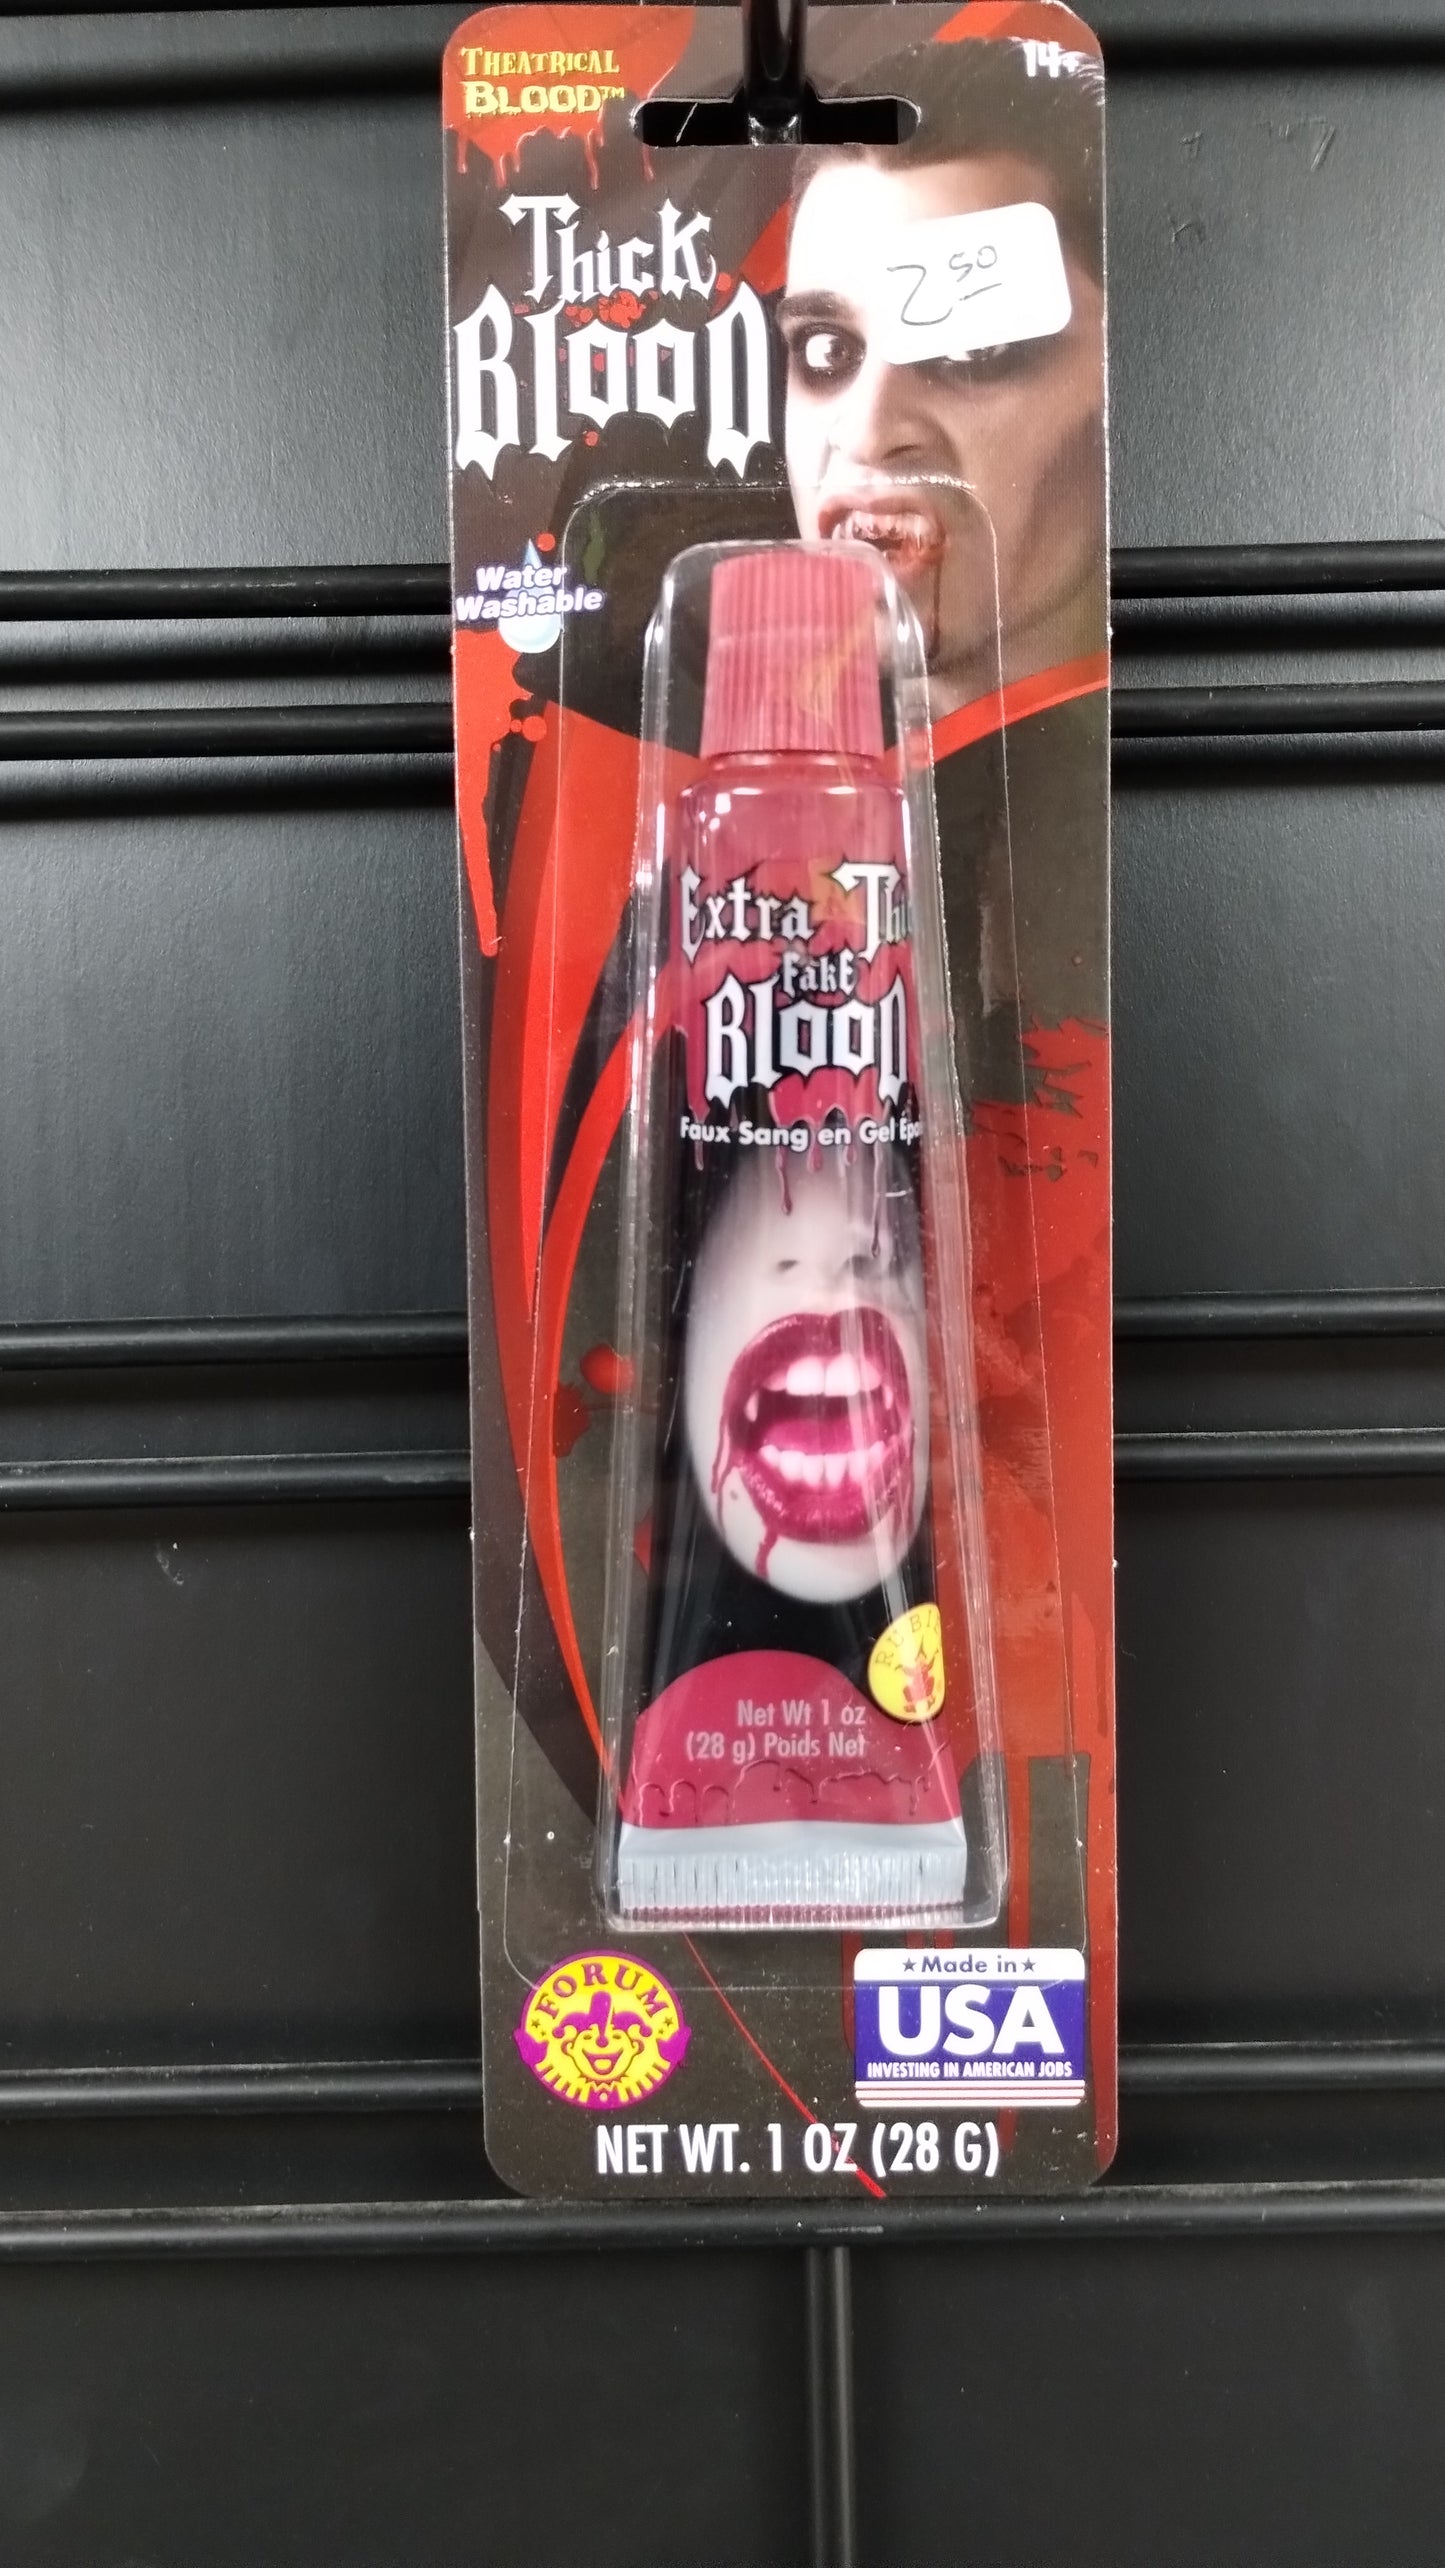 THEATRICAL
BLOOD™
14+
Thick
Blood
2 50
Water
Washable
Extra
Fake
Blood
Faux Sang en Gel
Net Wt 1 oz
(28 g) Poids Net
FORUM
★Made in★
USA
INVESTING IN AMERICAN JOBS
NET WT. 1 OZ (28 G)